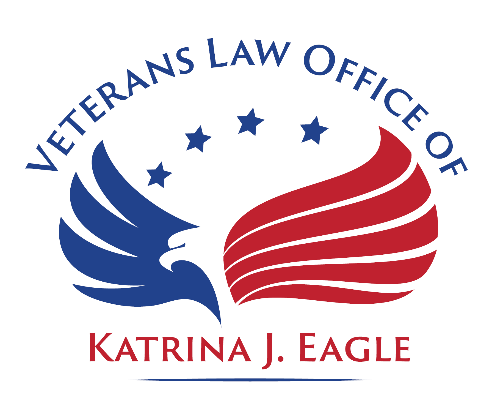 Veterans Law Office of
Katrina J. Eagle